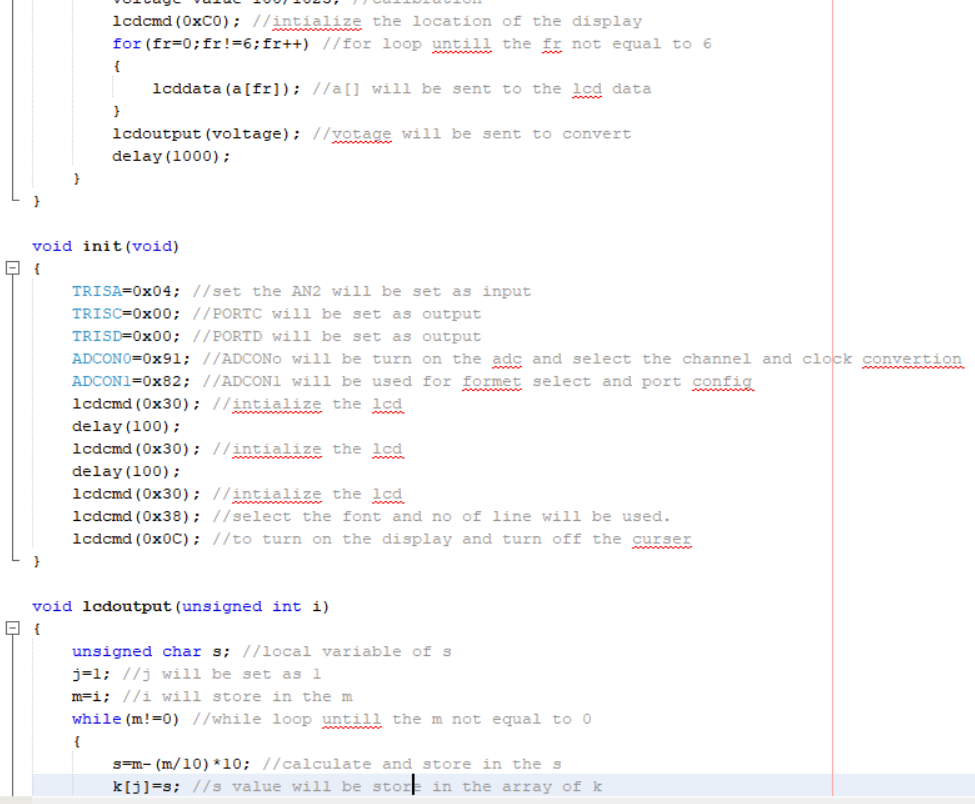 lcdcmd(0xC0); //intialize the location of the display
for(fr=0;fr!=6;fr++) //for loop untill the fr not equal to 6
{
lcddata(a[fr]); //a[] will be sent to the lcd data
}
lcdoutput(voltage); //votage will be sent to convert
delay(1000);
}
}
void init(void)
{
TRISA=0x04; //set the AN2 will be set as input
TRISC=0x00; //PORTC will be set as output
TRISD=0x00; //PORTD will be set as output
ADCON0=0x91; //ADCONo will be turn on the adc and select the channel and clock convertion
ADCON1=0x82; //ADCON1 will be used for formet select and port config
lcdcmd(0x30); //intialize the lcd
delay(100);
lcdcmd(0x30); //intialize the lcd
delay(100);
lcdcmd(0x30); //intialize the lcd
lcdcmd(0x38); //select the font and no of line will be used.
lcdcmd(0x0C); //to turn on the display and turn off the curser
}
void lcdoutput(unsigned int i)
{
unsigned char s; //local variable of s
j=1; //j will be set as 1
m=i; //i will store in the m
while(m!=0) //while loop untill the m not equal to 0
{
s=m-(m/10)*10; //calculate and store in the s
k[j]=s; //s value will be store in the array of k